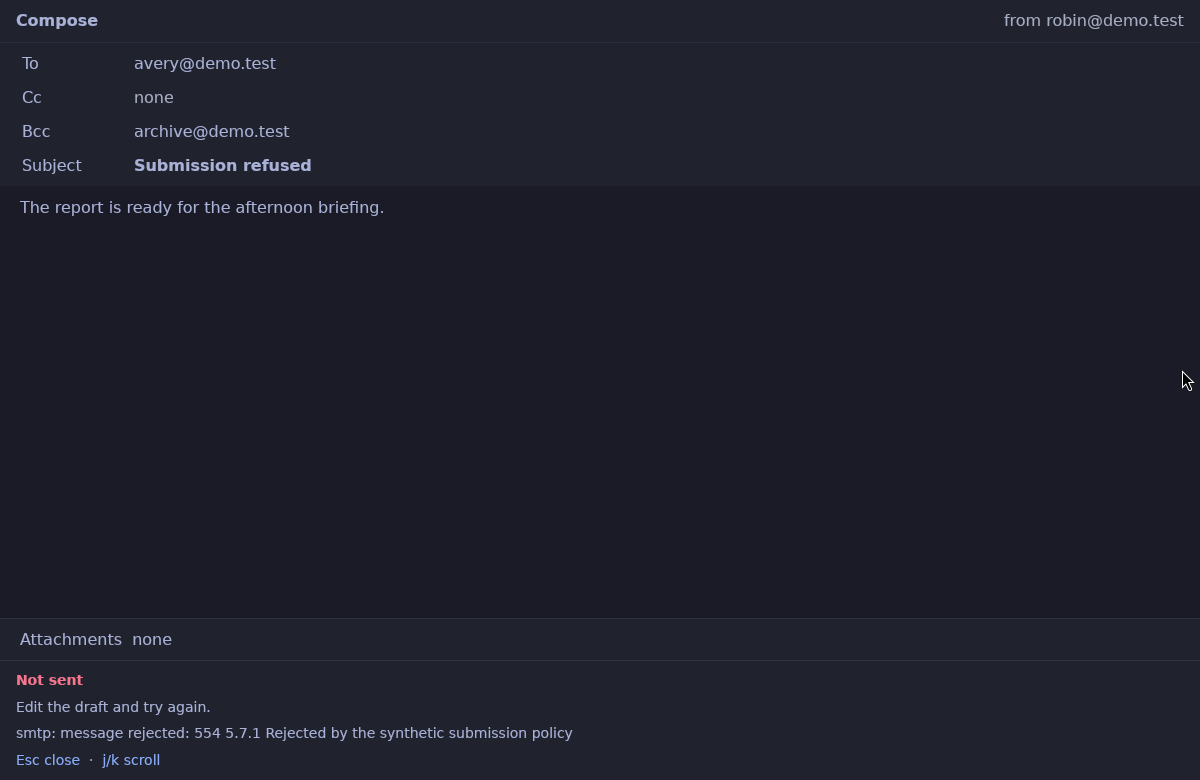 Compose from robin@demo.test
To avery@demo.test
Cc none
Bcc archive@demo.test
Subject Submission refused
The report is ready for the afternoon briefing.
Attachments none
Not sent
Edit the draft and try again.
smtp: message rejected: 554 5.7.1 Rejected by the synthetic submission policy
Esc close · j/k scroll